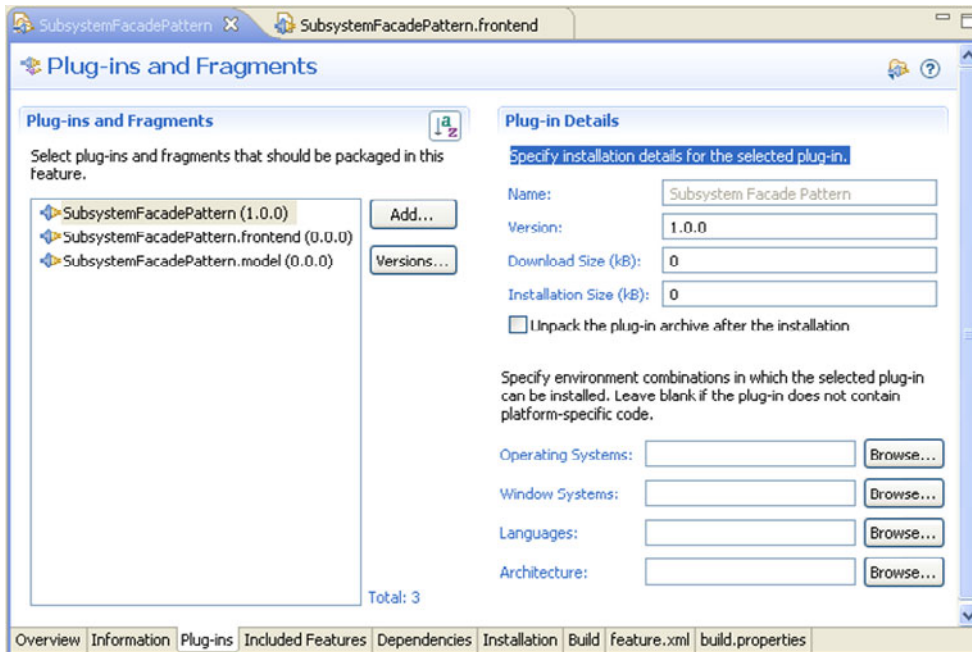 SubsystemFacadePattern
SubsystemFacadePattern.frontend
Plug-ins and Fragments
Plug-ins and Fragments
a
z
Select plug-ins and fragments that should be packaged in this
feature.
SubsystemFacadePattern (1.0.0)
SubsystemFacadePattern.frontend (0.0.0)
SubsystemFacadePattern.model (0.0.0)
Add...
Versions...
Total: 3
Plug-in Details
Specify installation details for the selected plug-in.
Name: Subsystem Facade Pattern
Version: 1.0.0
Download Size (kB): 0
Installation Size (kB): 0
Unpack the plug-in archive after the installation
Specify environment combinations in which the selected plug-in
can be installed. Leave blank if the plug-in does not contain
platform-specific code.
Operating Systems: Browse...
Window Systems: Browse...
Languages: Browse...
Architecture: Browse...
Overview Information Plug-ins Included Features Dependencies Installation Build feature.xml build.properties